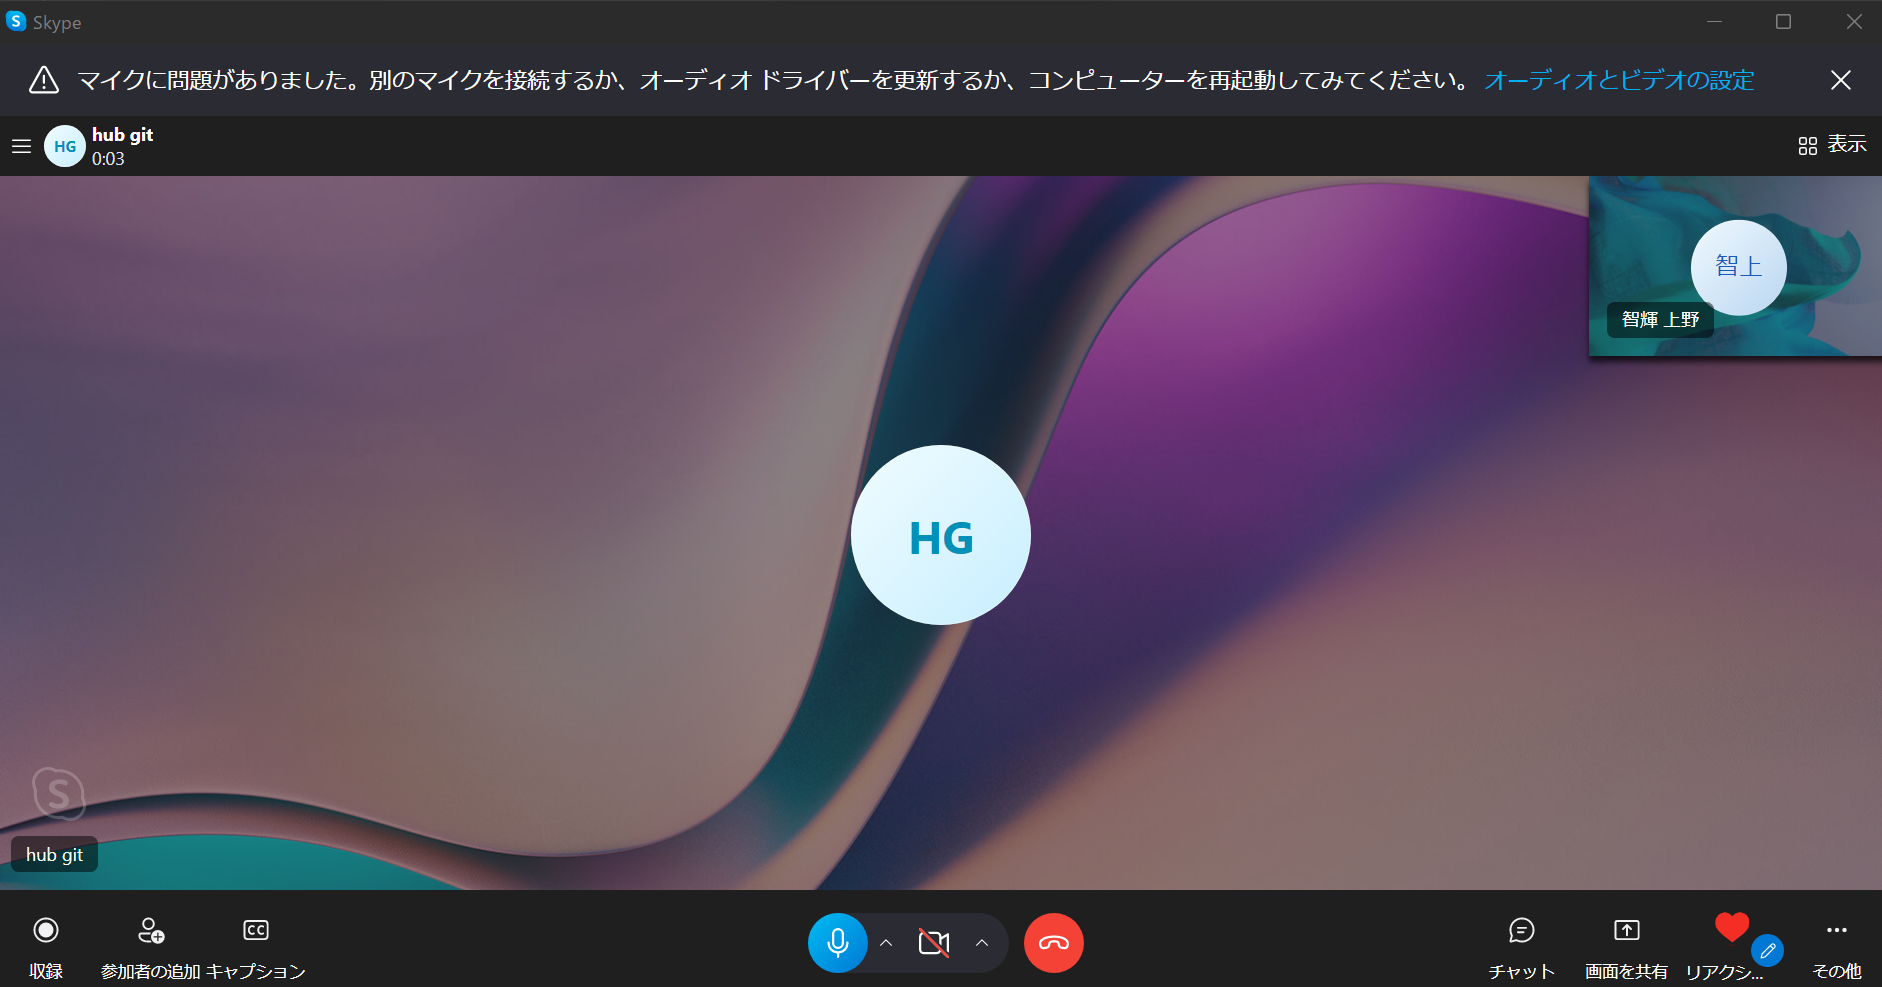 Skype
マイクに問題がありました。別のマイクを接続するか、オーディオ ドライバーを更新するか、コンピューターを再起動してみてください。 オーディオとビデオの設定
HG
hub git
0:03
表示
智上
智輝 上野
HG
hub git
収録
参加者の追加
キャプション
チャット
画面を共有
リアクシ...
その他